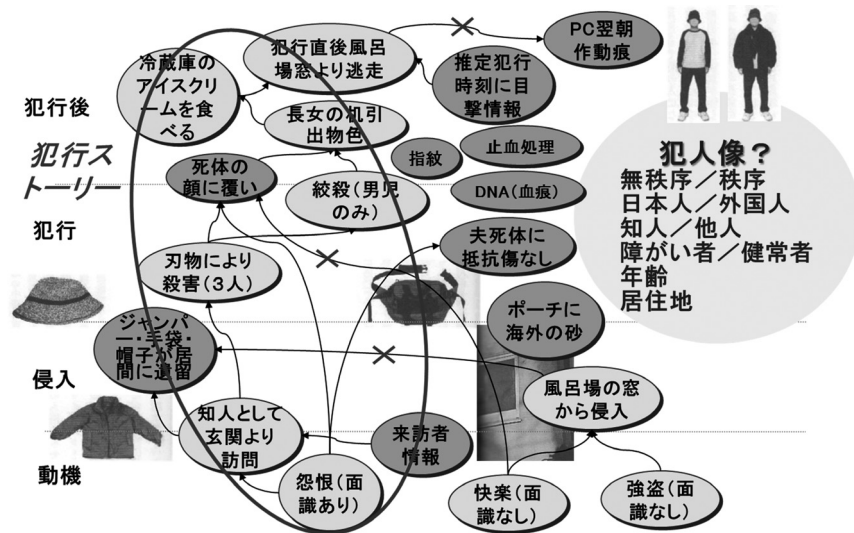 冷蔵庫の
アイスクリ
ームを食
べる
犯行直後風呂
場窓より逃走
PC翌朝
作動痕
推定犯行
時刻に目
撃情報
犯行後
長女の机引
出物色
犯行ス
トーリー
死体の
顔に覆い
指紋
止血処理
絞殺(男児
のみ)
DNA(血痕)
犯人像?
無秩序/秩序
日本人/外国人
知人/他人
障がい者/健常者
年齢
居住地
犯行
夫死体に
抵抗傷なし
刃物により
殺害(3人)
ポーチに
海外の砂
ジャンパ
ー・手袋・
帽子が居
間に遺留
侵入
風呂場の窓
から侵入
知人として
玄関より
訪問
来訪者
情報
動機
怨恨(面
識あり)
快楽(面
識なし)
強盗(面
識なし)